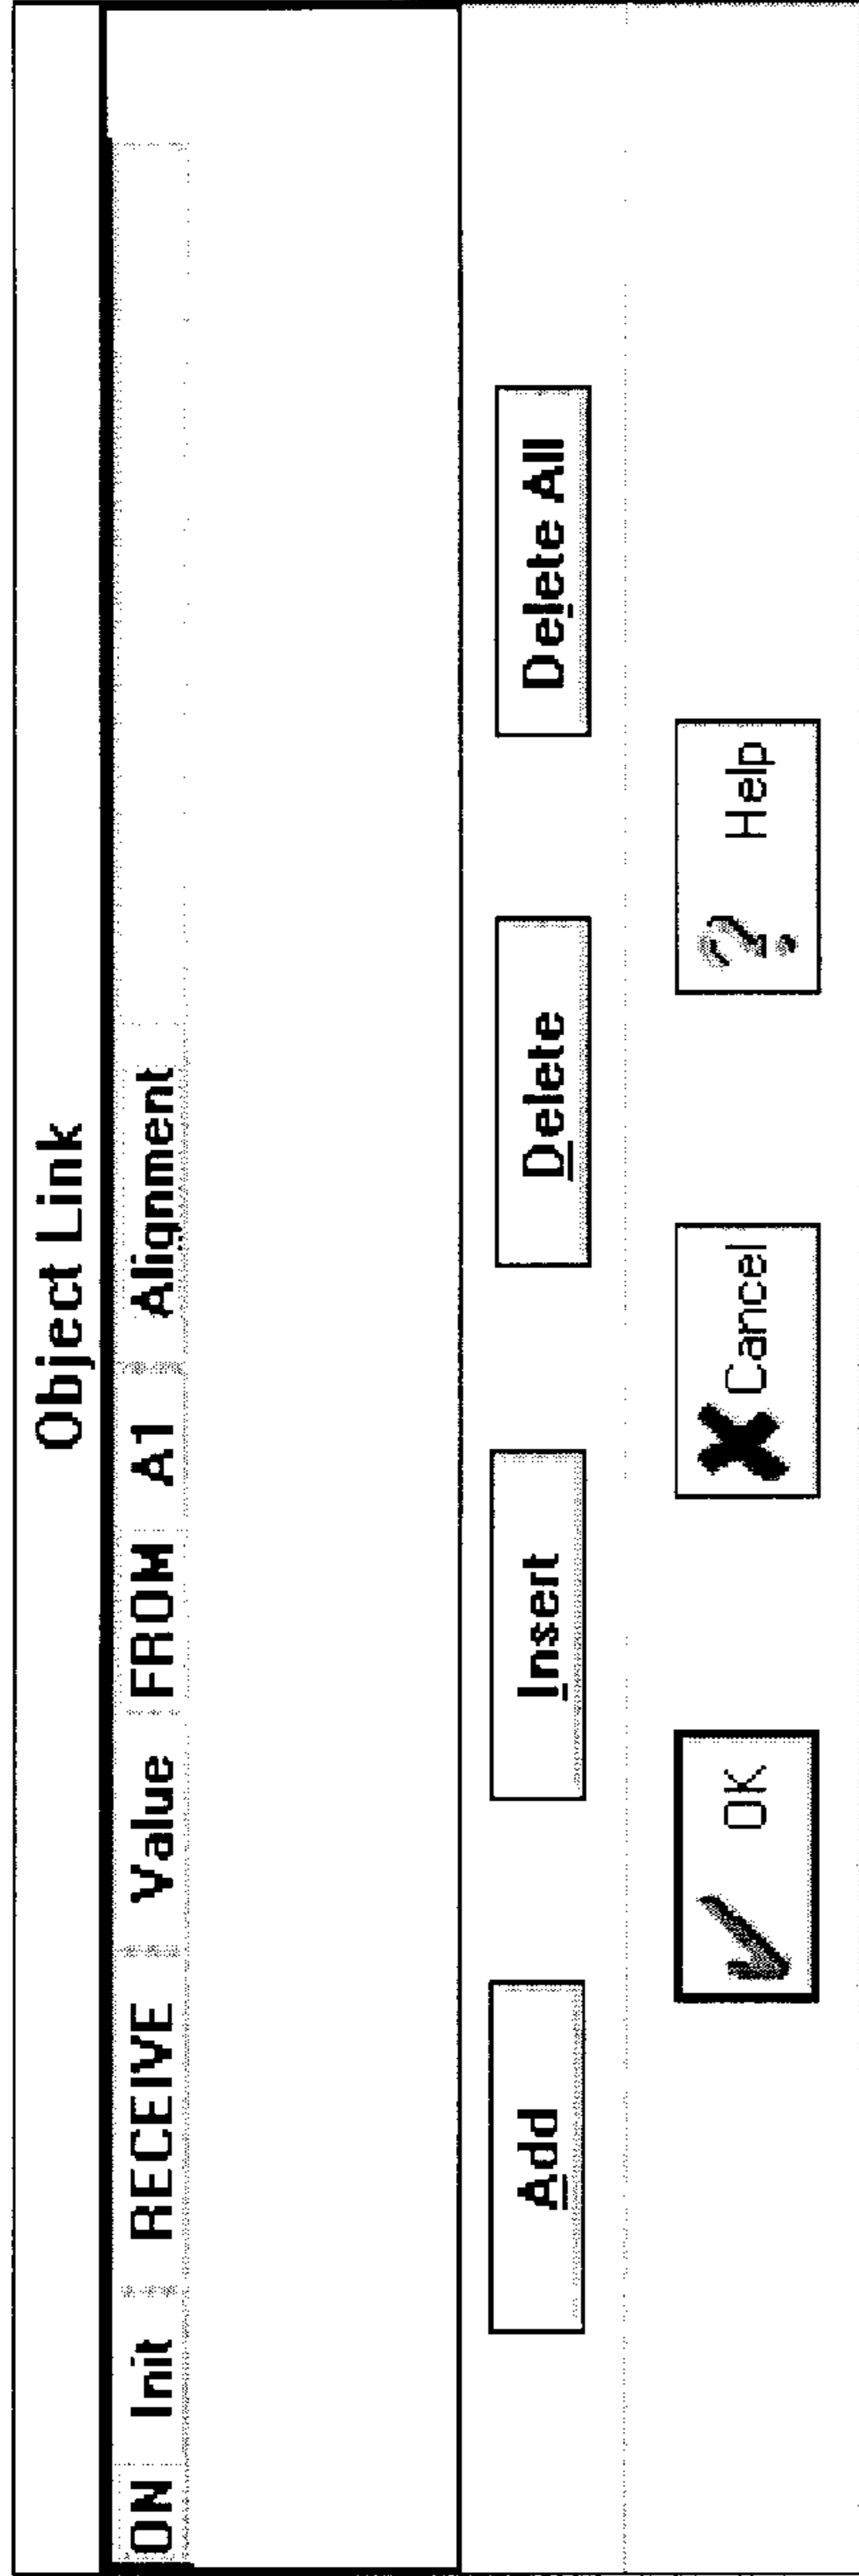 Object Link
ON Init RECEIVE Value FROM A1 Alignment
Add Insert Delete Delete All
OK Cancel ? Help